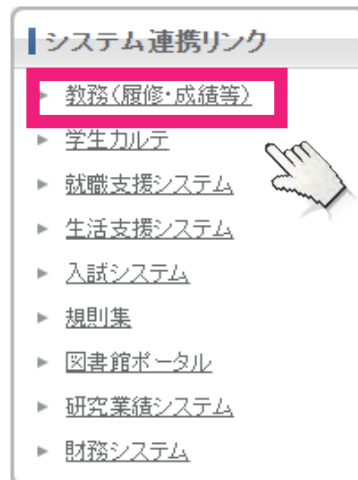 システム連携リンク
教務(履修・成績等)
学生カルテ
就職支援システム
生活支援システム
入試システム
規則集
図書館ポータル
研究業績システム
財務システム